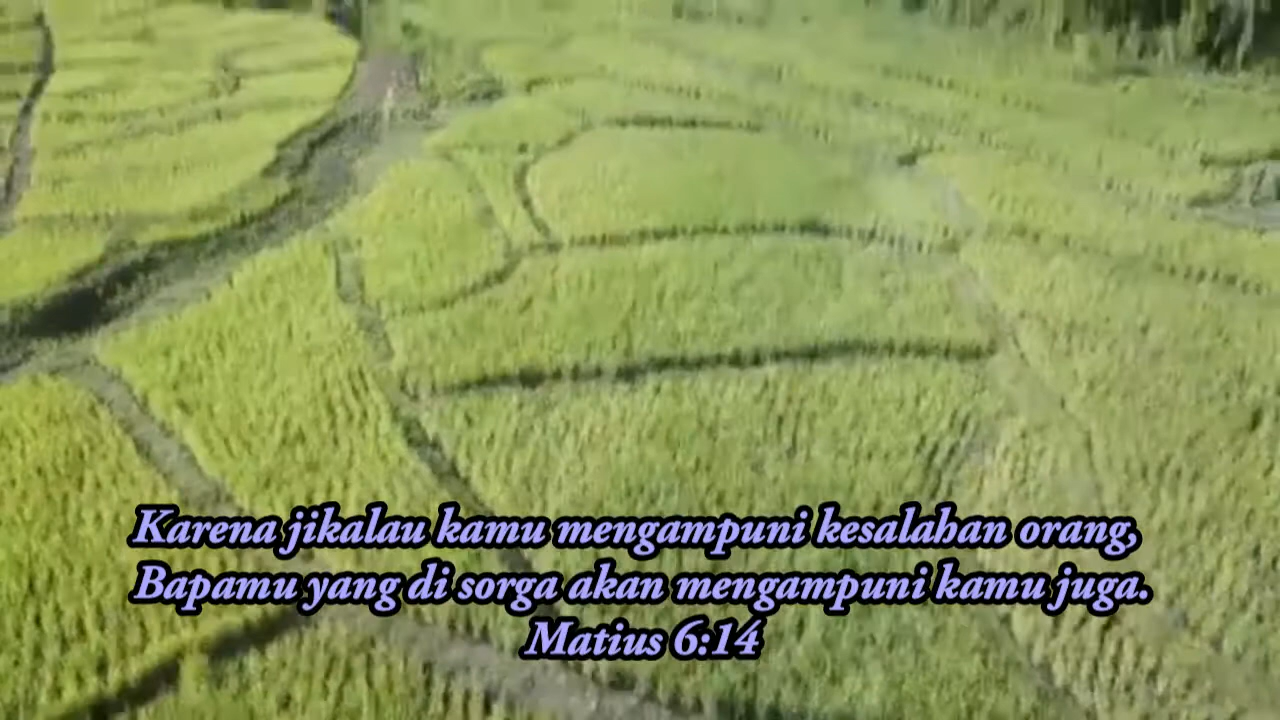 Karena jikalau kamu mengampuni kesalahan orang,
Bapamu yang di sorga akan mengampuni kamu juga.
Matius 6:14